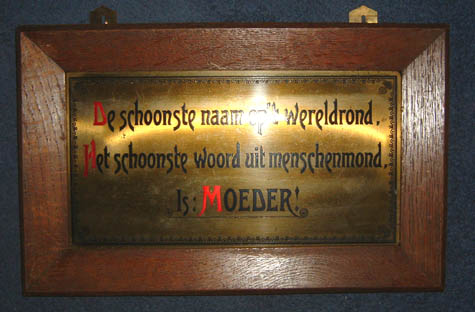 De schoonste naam op't wereldrond,
Het schoonste woord uit menschenmond,
Is: MOEDER!